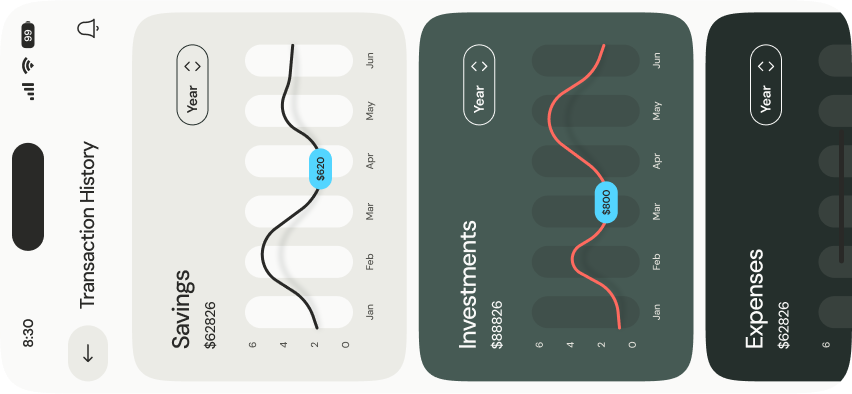 8:30
99
Transaction History
Savings
$62826
Year
6
4
2
0
$620
Jan
Feb
Mar
Apr
May
Jun
Investments
$88826
Year
6
4
2
0
$800
Jan
Feb
Mar
Apr
May
Jun
Expenses
$62826
Year
6